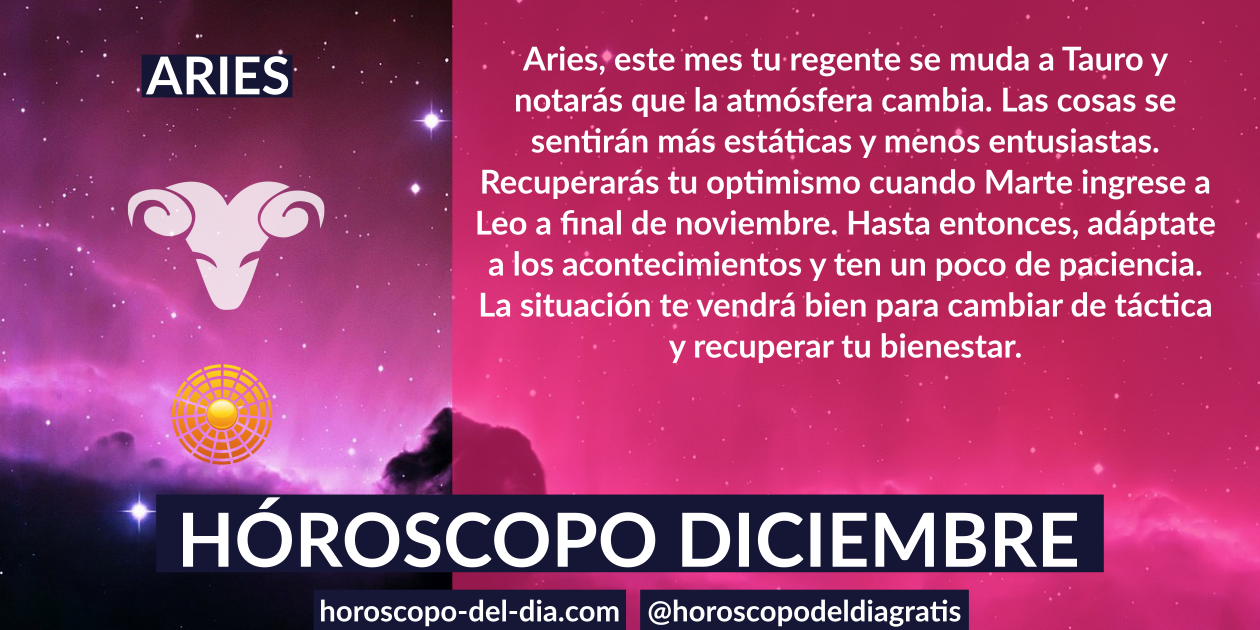 ARIES
Aries, este mes tu regente se muda a Tauro y
notarás que la atmósfera cambia. Las cosas se
sentirán más estáticas y menos entusiastas.
Recuperarás tu optimismo cuando Marte ingrese a
Leo a final de noviembre. Hasta entonces, adáptate
a los acontecimientos y ten un poco de paciencia.
La situación te vendrá bien para cambiar de táctica
y recuperar tu bienestar.
HÓROSCOPO DICIEMBRE
horoscopo-del-dia.com
@horoscopodeldiagratis